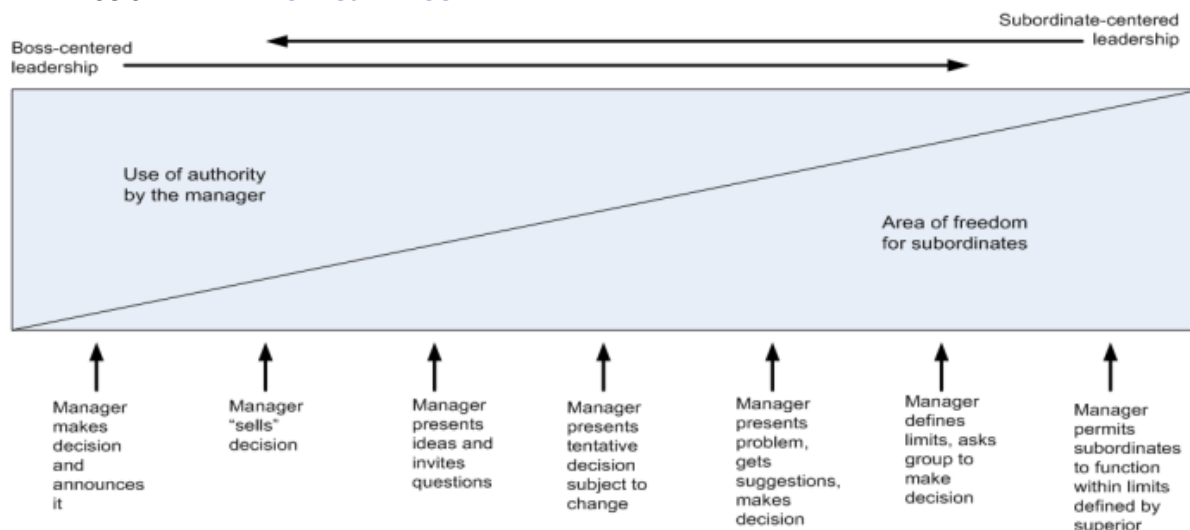 Boss-centered
leadership
Subordinate-centered
leadership
Use of authority
by the manager
Area of freedom
for subordinates
Manager
makes
decision
and
announces
it
Manager
“sells”
decision
Manager
presents
ideas and
invites
questions
Manager
presents
tentative
decision
subject to
change
Manager
presents
problem,
gets
suggestions,
makes
decision
Manager
defines
limits, asks
group to
make
decision
Manager
permits
subordinates
to function
within limits
defined by
superior